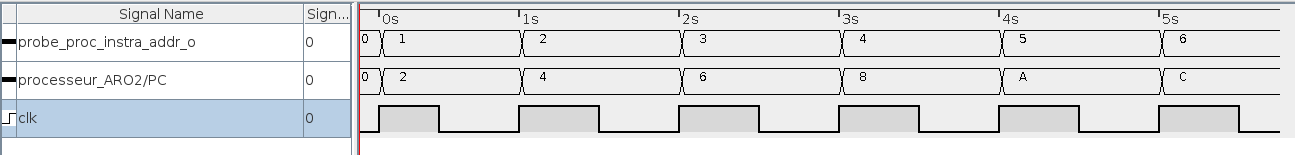 Signal Name Sign... 0s 1s 2s 3s 4s 5s
probe_proc_instra_addr_o 0 0 1 2 3 4 5 6
processeur_ARO2/PC 0 0 2 4 6 8 A C
clk 0